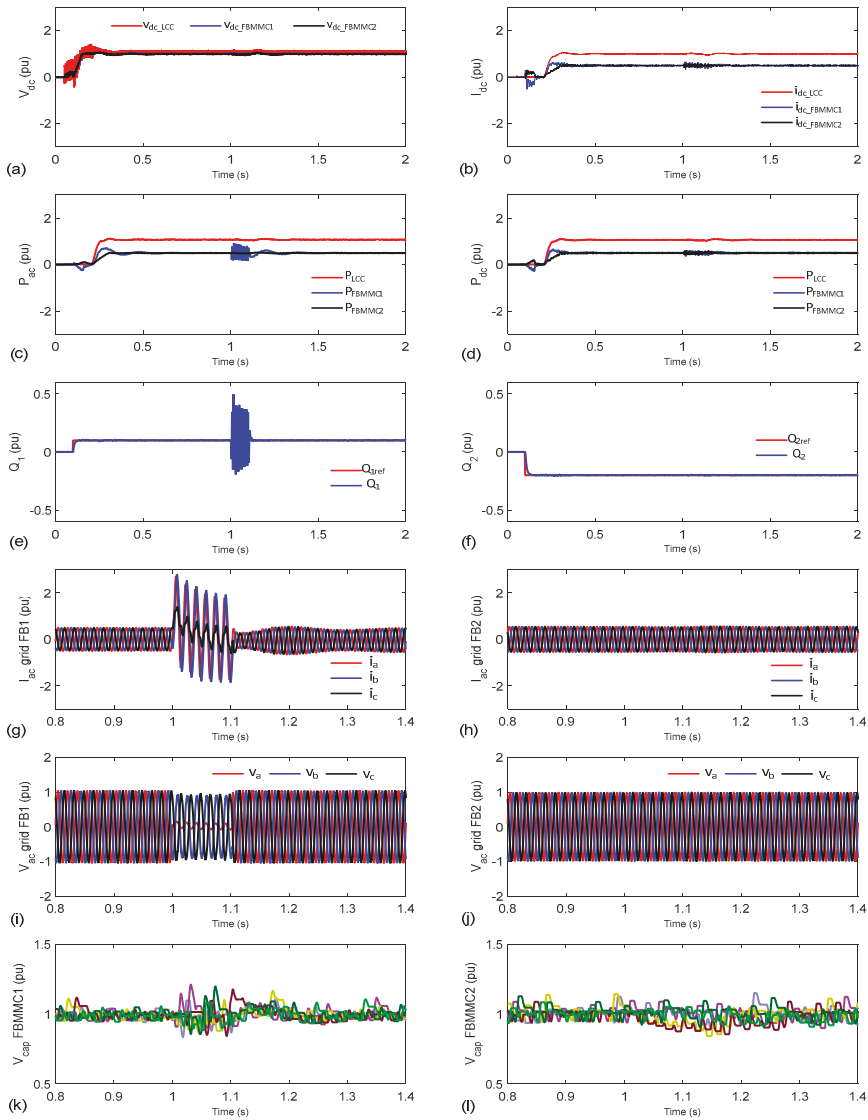 V_dc (pu)
2
0
-2
v_dc_LCC v_dc_FBMMC1 v_dc_FBMMC2
0 0.5 1 1.5 2
Time (s)
(a)
I_dc (pu)
2
0
-2
i_dc_LCC
i_dc_FBMMC1
i_dc_FBMMC2
0 0.5 1 1.5 2
Time (s)
(b)
P_ac (pu)
2
0
-2
P_LCC
P_FBMMC1
P_FBMMC2
0 0.5 1 1.5 2
Time (s)
(c)
P_dc (pu)
2
0
-2
P_LCC
P_FBMMC1
P_FBMMC2
0 0.5 1 1.5 2
Time (s)
(d)
Q_1 (pu)
0.5
0
-0.5
Q_1ref
Q_1
0 0.5 1 1.5 2
Time (s)
(e)
Q_2 (pu)
0.5
0
-0.5
Q_2ref
Q_2
0 0.5 1 1.5 2
Time (s)
(f)
I_ac grid FB1 (pu)
2
0
-2
i_a
i_b
i_c
0.8 0.9 1 1.1 1.2 1.3 1.4
Time (s)
(g)
I_ac grid FB2 (pu)
2
0
-2
i_a
i_b
i_c
0.8 0.9 1 1.1 1.2 1.3 1.4
Time (s)
(h)
V_ac grid FB1 (pu)
2
1
0
-1
-2
v_a v_b v_c
0.8 0.9 1 1.1 1.2 1.3 1.4
Time (s)
(i)
V_ac grid FB2 (pu)
2
1
0
-1
-2
v_a v_b v_c
0.8 0.9 1 1.1 1.2 1.3 1.4
Time (s)
(j)
V_cap FBMMC1 (pu)
1.5
1
0.5
0.8 0.9 1 1.1 1.2 1.3 1.4
Time (s)
(k)
V_cap FBMMC2 (pu)
1.5
1
0.5
0.8 0.9 1 1.1 1.2 1.3 1.4
Time (s)
(l)